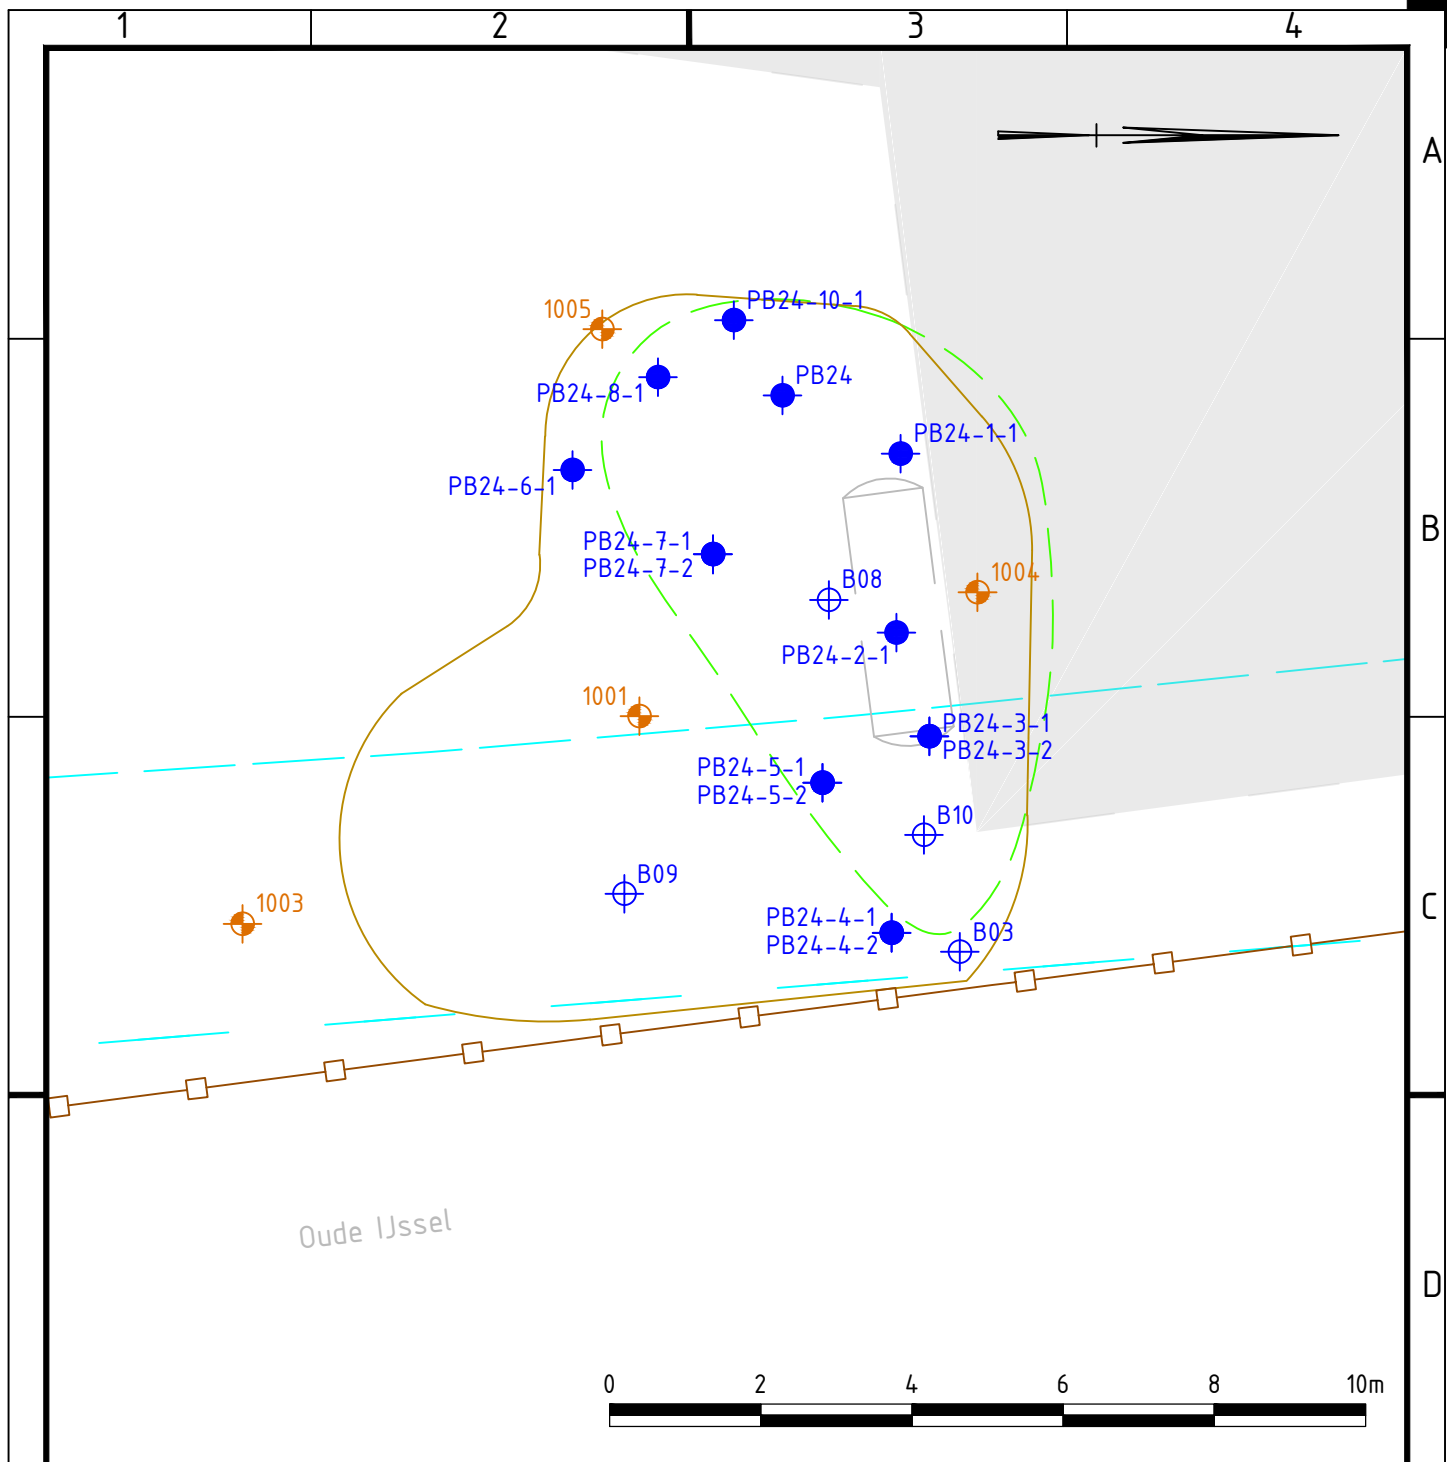 1 2 3 4
A
1005
PB24-10-1
PB24-8-1
PB24
PB24-1-1
PB24-6-1
B
PB24-7-1
PB24-7-2
B08
1004
PB24-2-1
1001
PB24-3-1
PB24-3-2
PB24-5-1
PB24-5-2
B10
B09
1003
C
PB24-4-1
PB24-4-2
B03
Oude IJssel
D
0 2 4 6 8 10m